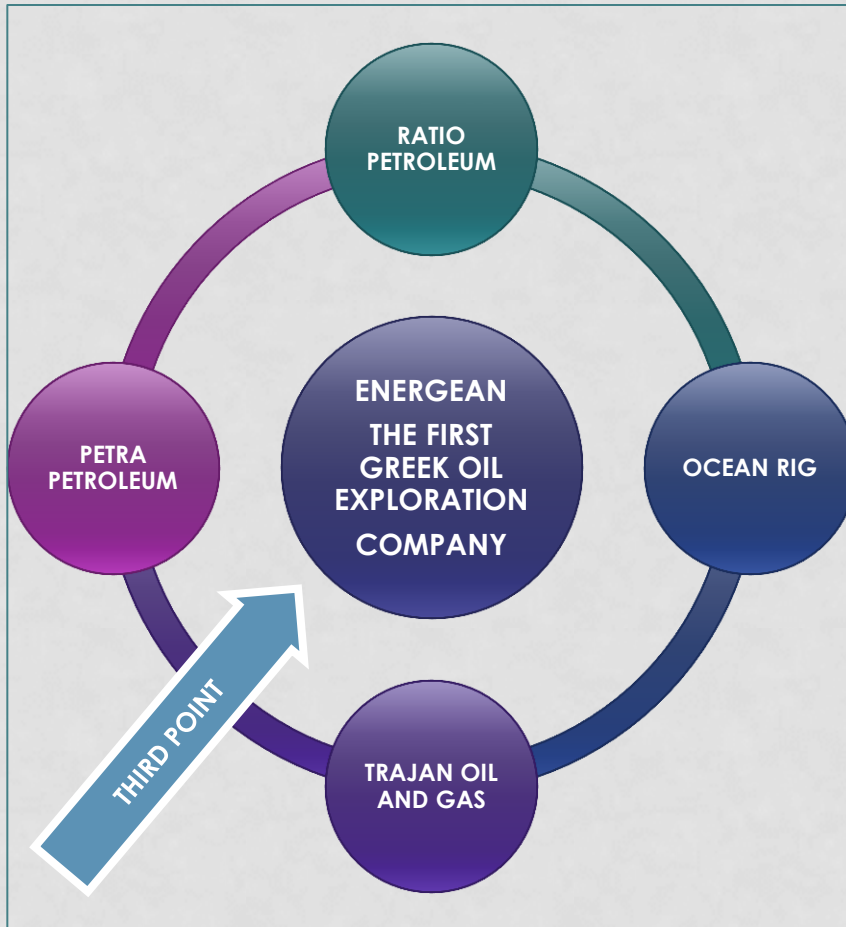 RATIO
PETROLEUM
ENERGEAN
THE FIRST
GREEK OIL
EXPLORATION
COMPANY
PETRA
PETROLEUM
OCEAN RIG
THIRD POINT
TRAJAN OIL
AND GAS